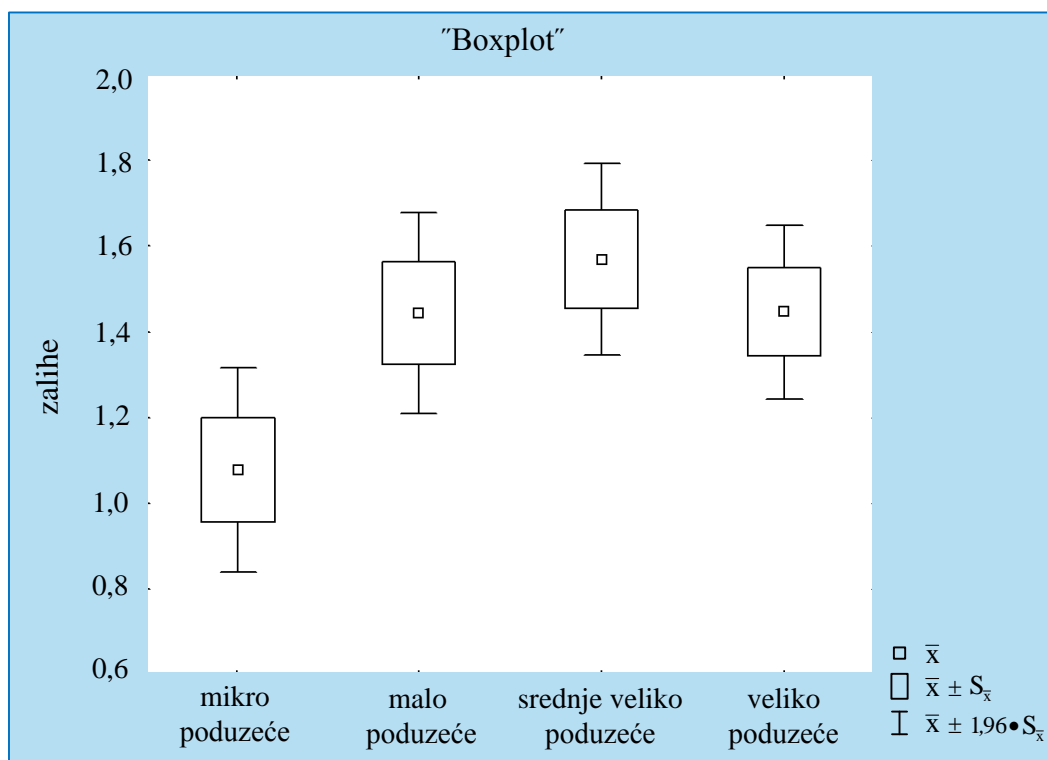 ˝Boxplot˝
zalihe
2,0
1,8
1,6
1,4
1,2
1,0
0,8
0,6
mikro
poduzeće
malo
poduzeće
srednje veliko
poduzeće
veliko
poduzeće
x̅
x̅ ± Sx̅
x̅ ± 1,96•Sx̅